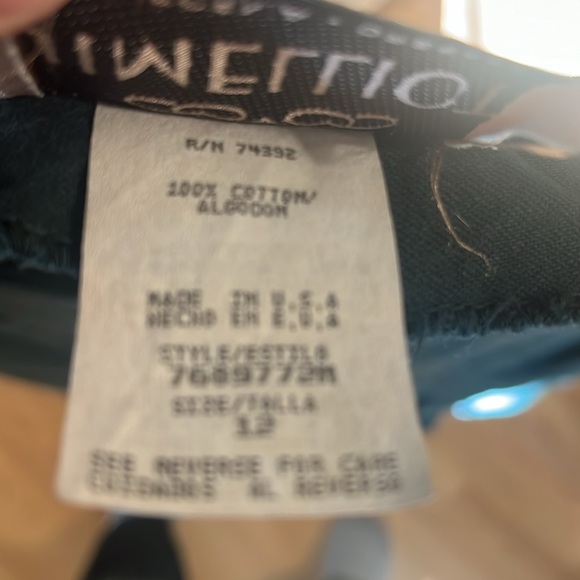 R/N 74392
100% COTTON/
ALGODON
MADE IN U.S.A
HECHO EN E.U.A
STYLE/ESTILO
7689772M
SIZE/TALLA
12
SEE REVERSE FOR CARE
CUIDADOS AL REVERSO